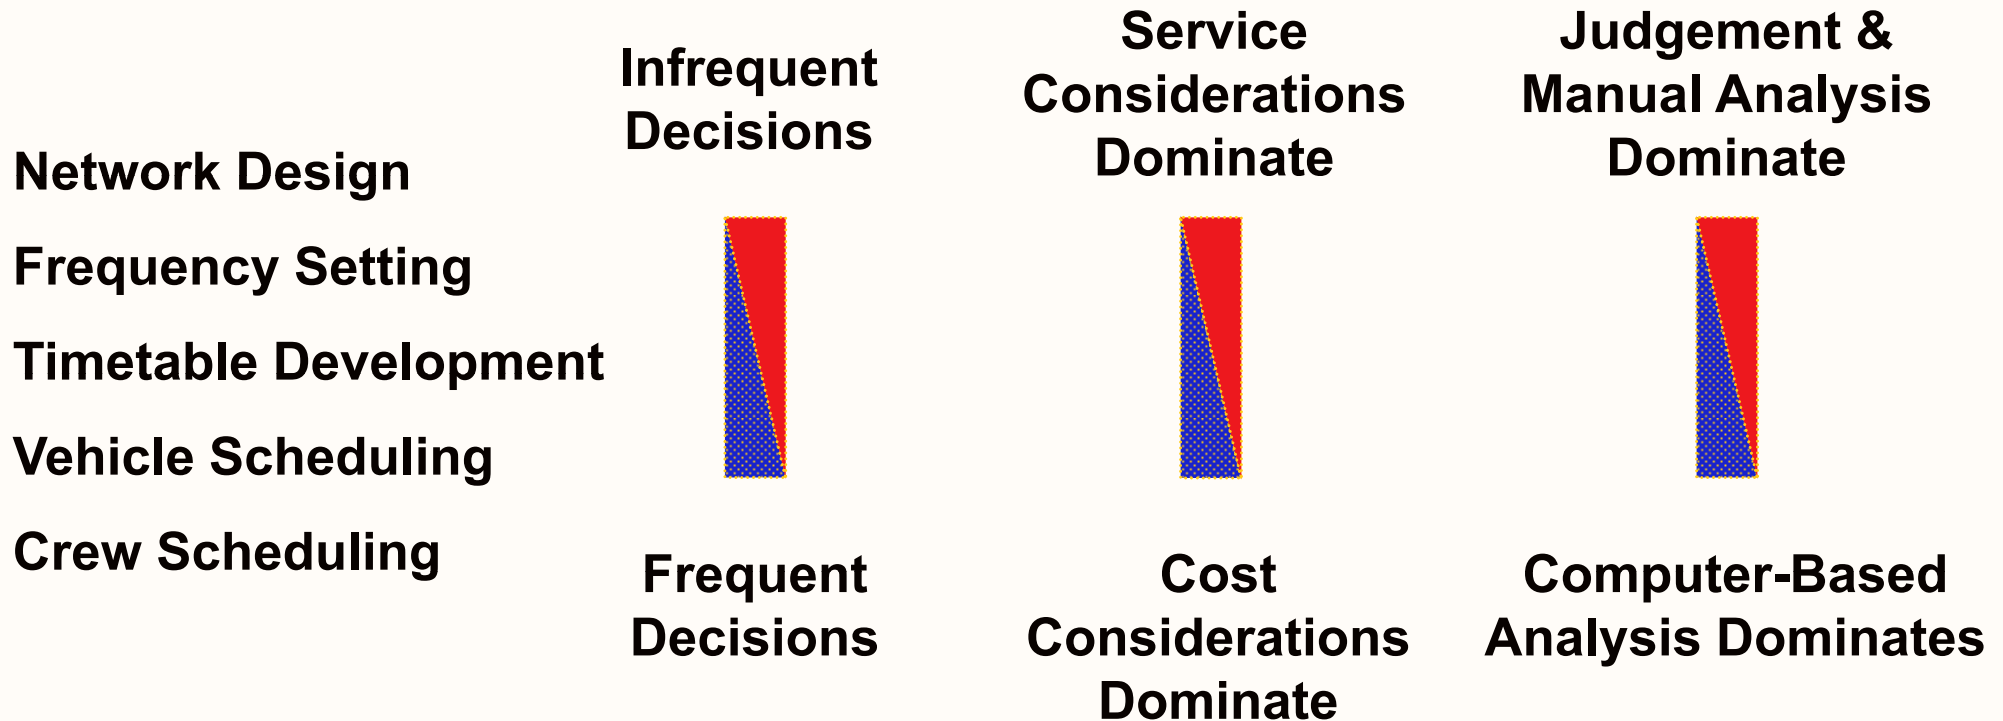 Network Design
Frequency Setting
Timetable Development
Vehicle Scheduling
Crew Scheduling
Infrequent
Decisions
Frequent
Decisions
Service
Considerations
Dominate
Cost
Considerations
Dominate
Judgement &
Manual Analysis
Dominate
Computer-Based
Analysis Dominates